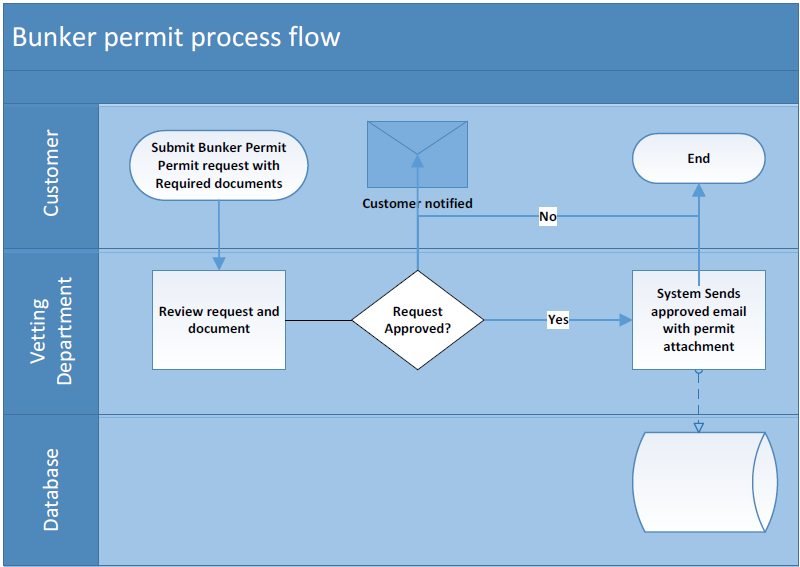 Bunker permit process flow
Customer
Submit Bunker Permit
Permit request with
Required documents
Customer notified
End
No
Vetting
Department
Review request and
document
Request
Approved?
Yes
System Sends
approved email
with permit
attachment
Database